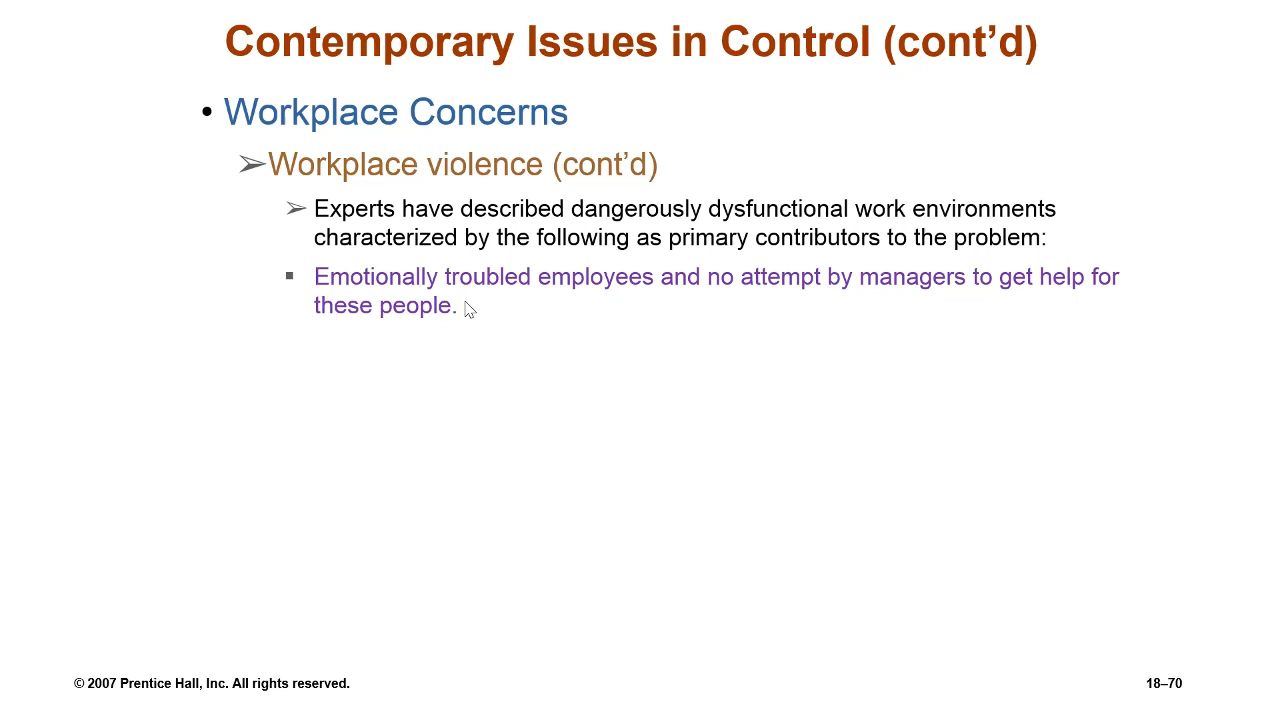 Contemporary Issues in Control (cont’d)
• Workplace Concerns
➢Workplace violence (cont’d)
➢ Experts have described dangerously dysfunctional work environments
characterized by the following as primary contributors to the problem:
▪ Emotionally troubled employees and no attempt by managers to get help for
these people.
© 2007 Prentice Hall, Inc. All rights reserved.
18–70